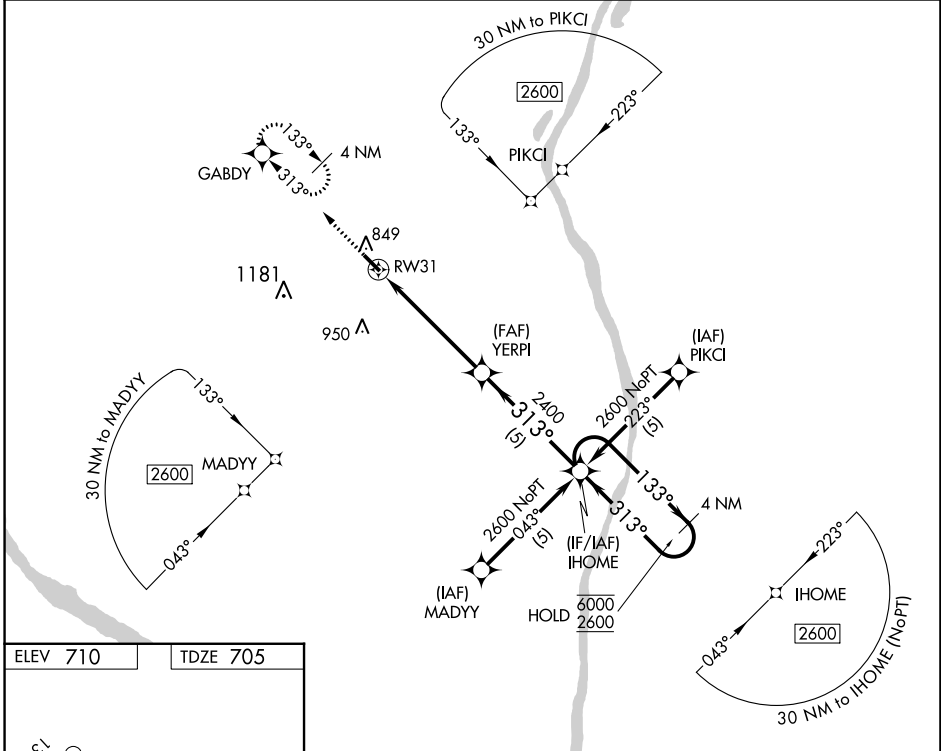 30 NM to PIKCI
2600
133°
223°
PIKCI
133°
4 NM
GABDY
313°
849
RW31
1181
950
(FAF)
YERPI
(IAF)
PIKCI
2600 NoPT
223°
(5)
2400
313°
(5)
30 NM to MADYY
133°
2600
MADYY
043°
2600 NoPT
043°
(5)
133°
4 NM
313°
(IF/IAF)
IHOME
(IAF)
MADYY
HOLD
6000
2600
223°
IHOME
2600
043°
30 NM to IHOME (NoPT)
ELEV 710
TDZE 705